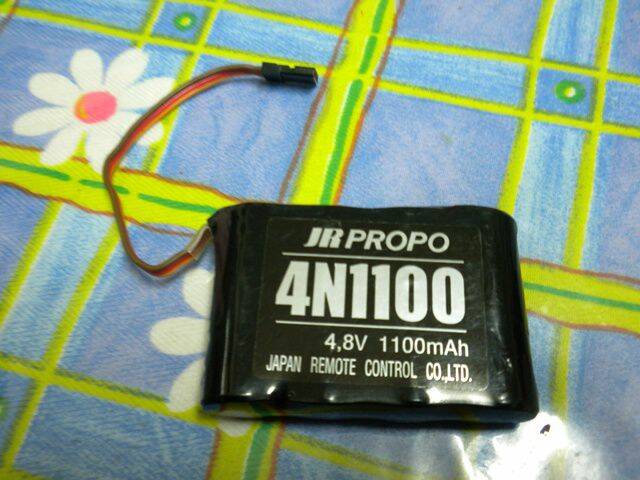 JR PROPO
4N1100
4,8V 1100mAh
JAPAN REMOTE CONTROL CO.,LTD.